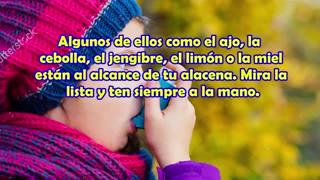 Algunos de ellos como el ajo, la
cebolla, el jengibre, el limón o la miel
están al alcance de tu alacena. Mira la
lista y ten siempre a la mano.